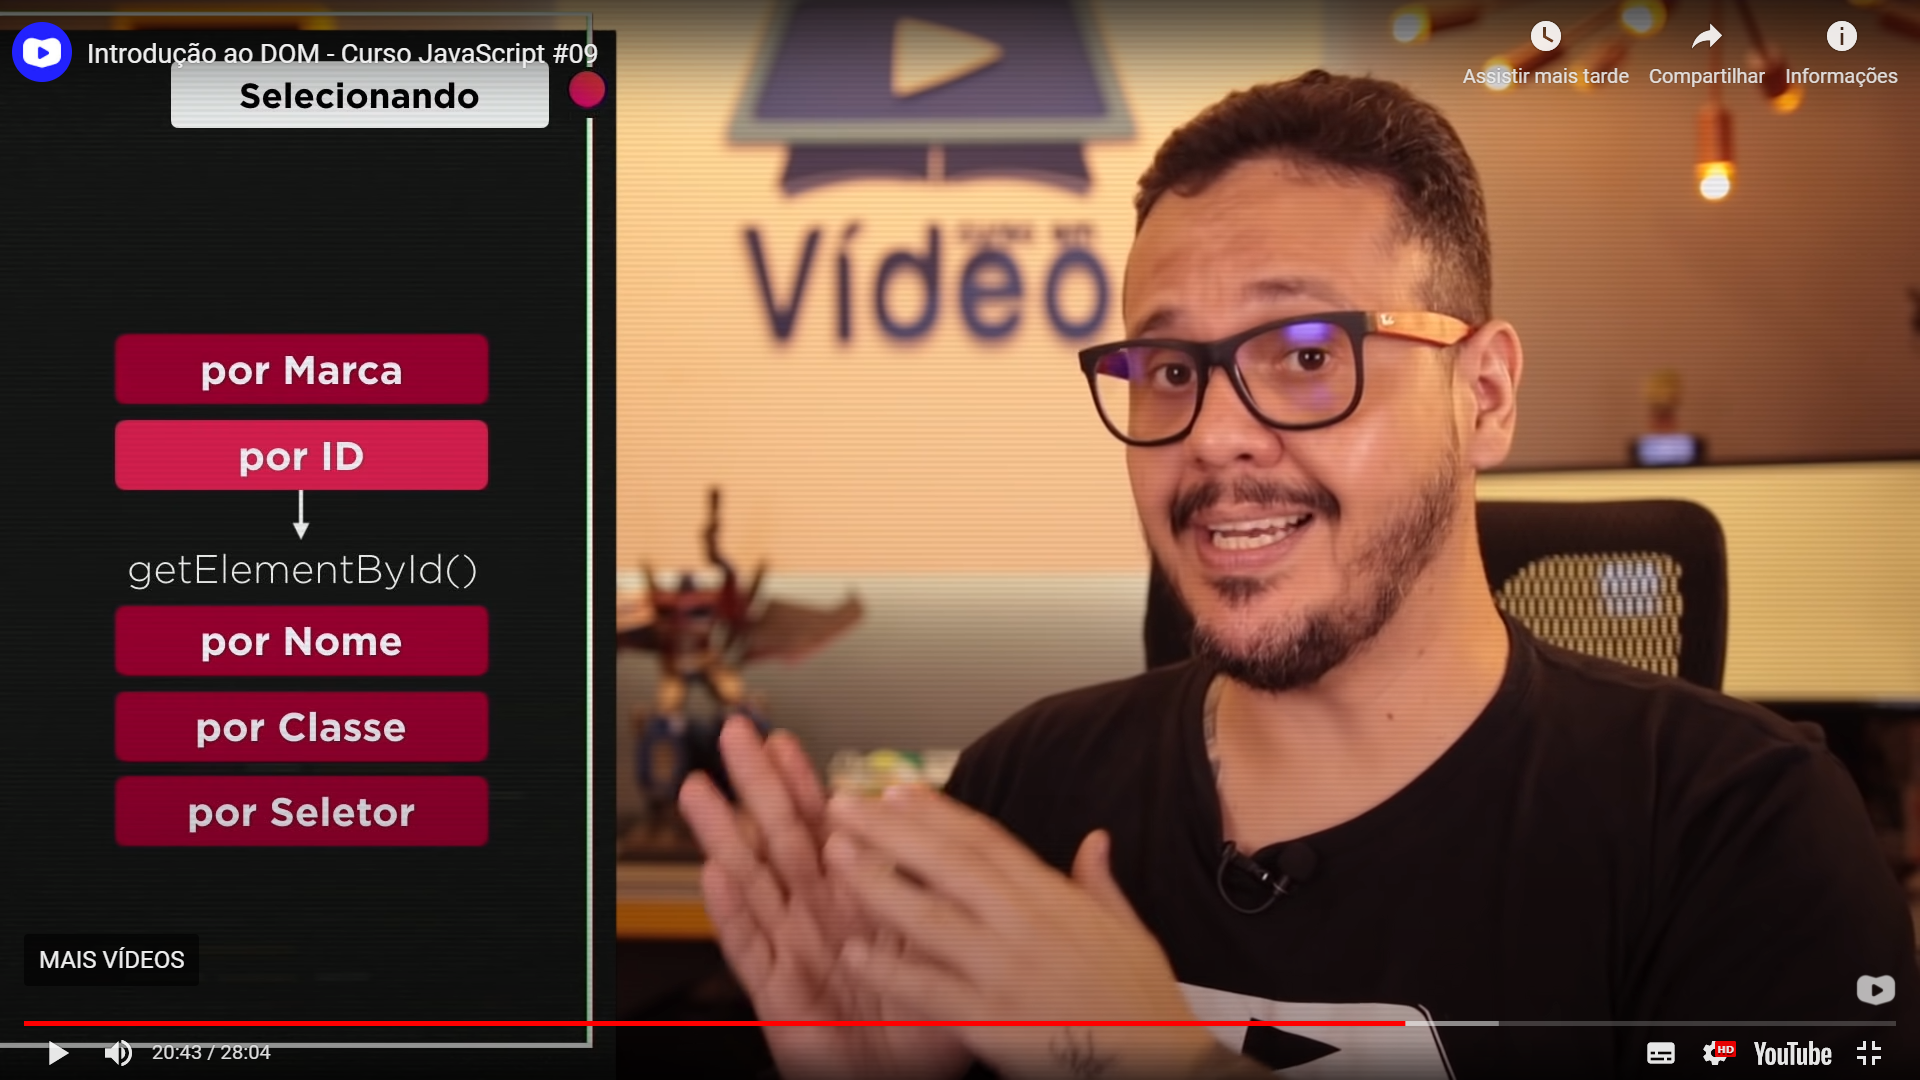 Introdução ao DOM - Curso JavaScript #09
Assistir mais tarde
Compartilhar
Informações
Selecionando
Vídeo
por Marca
por ID
getElementById()
por Nome
por Classe
por Seletor
MAIS VÍDEOS
20:43 / 28:04
HD
YouTube